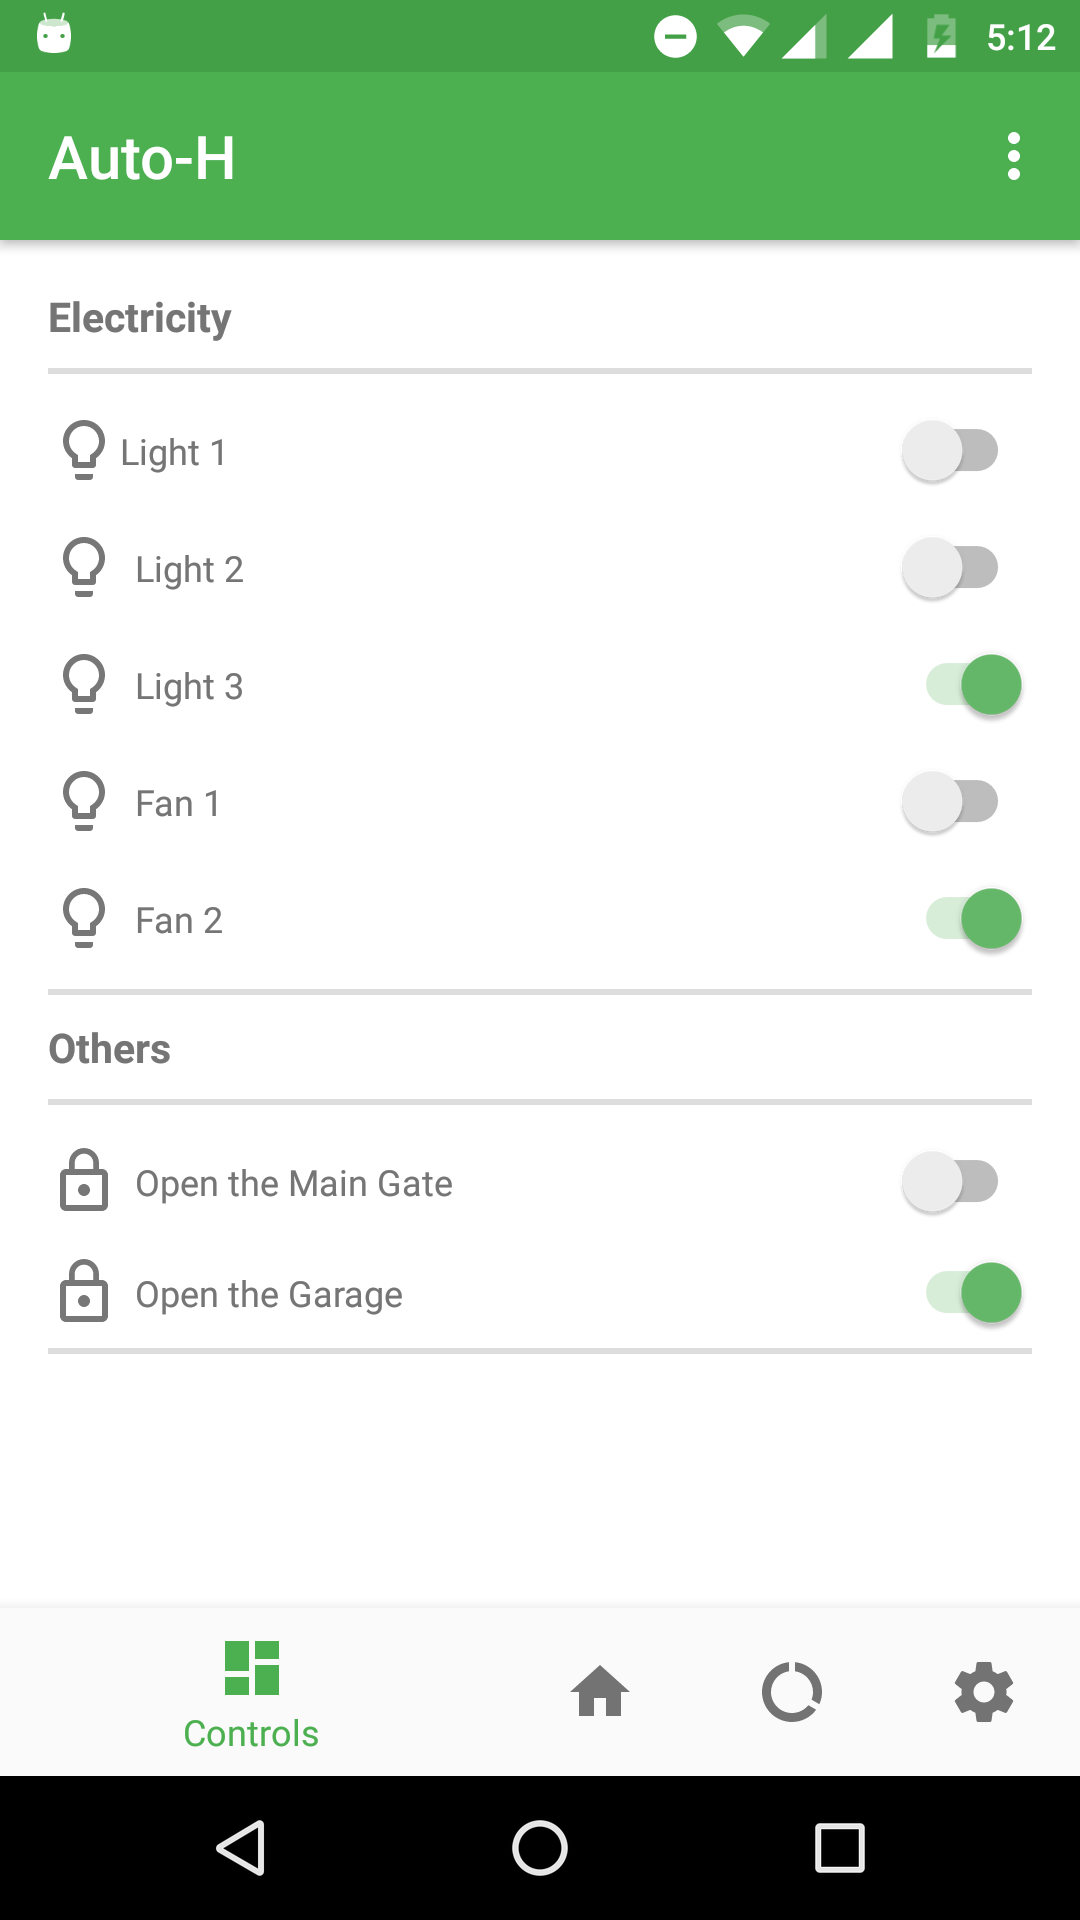 5:12
Auto-H
Electricity
Light 1
Light 2
Light 3
Fan 1
Fan 2
Others
Open the Main Gate
Open the Garage
Controls